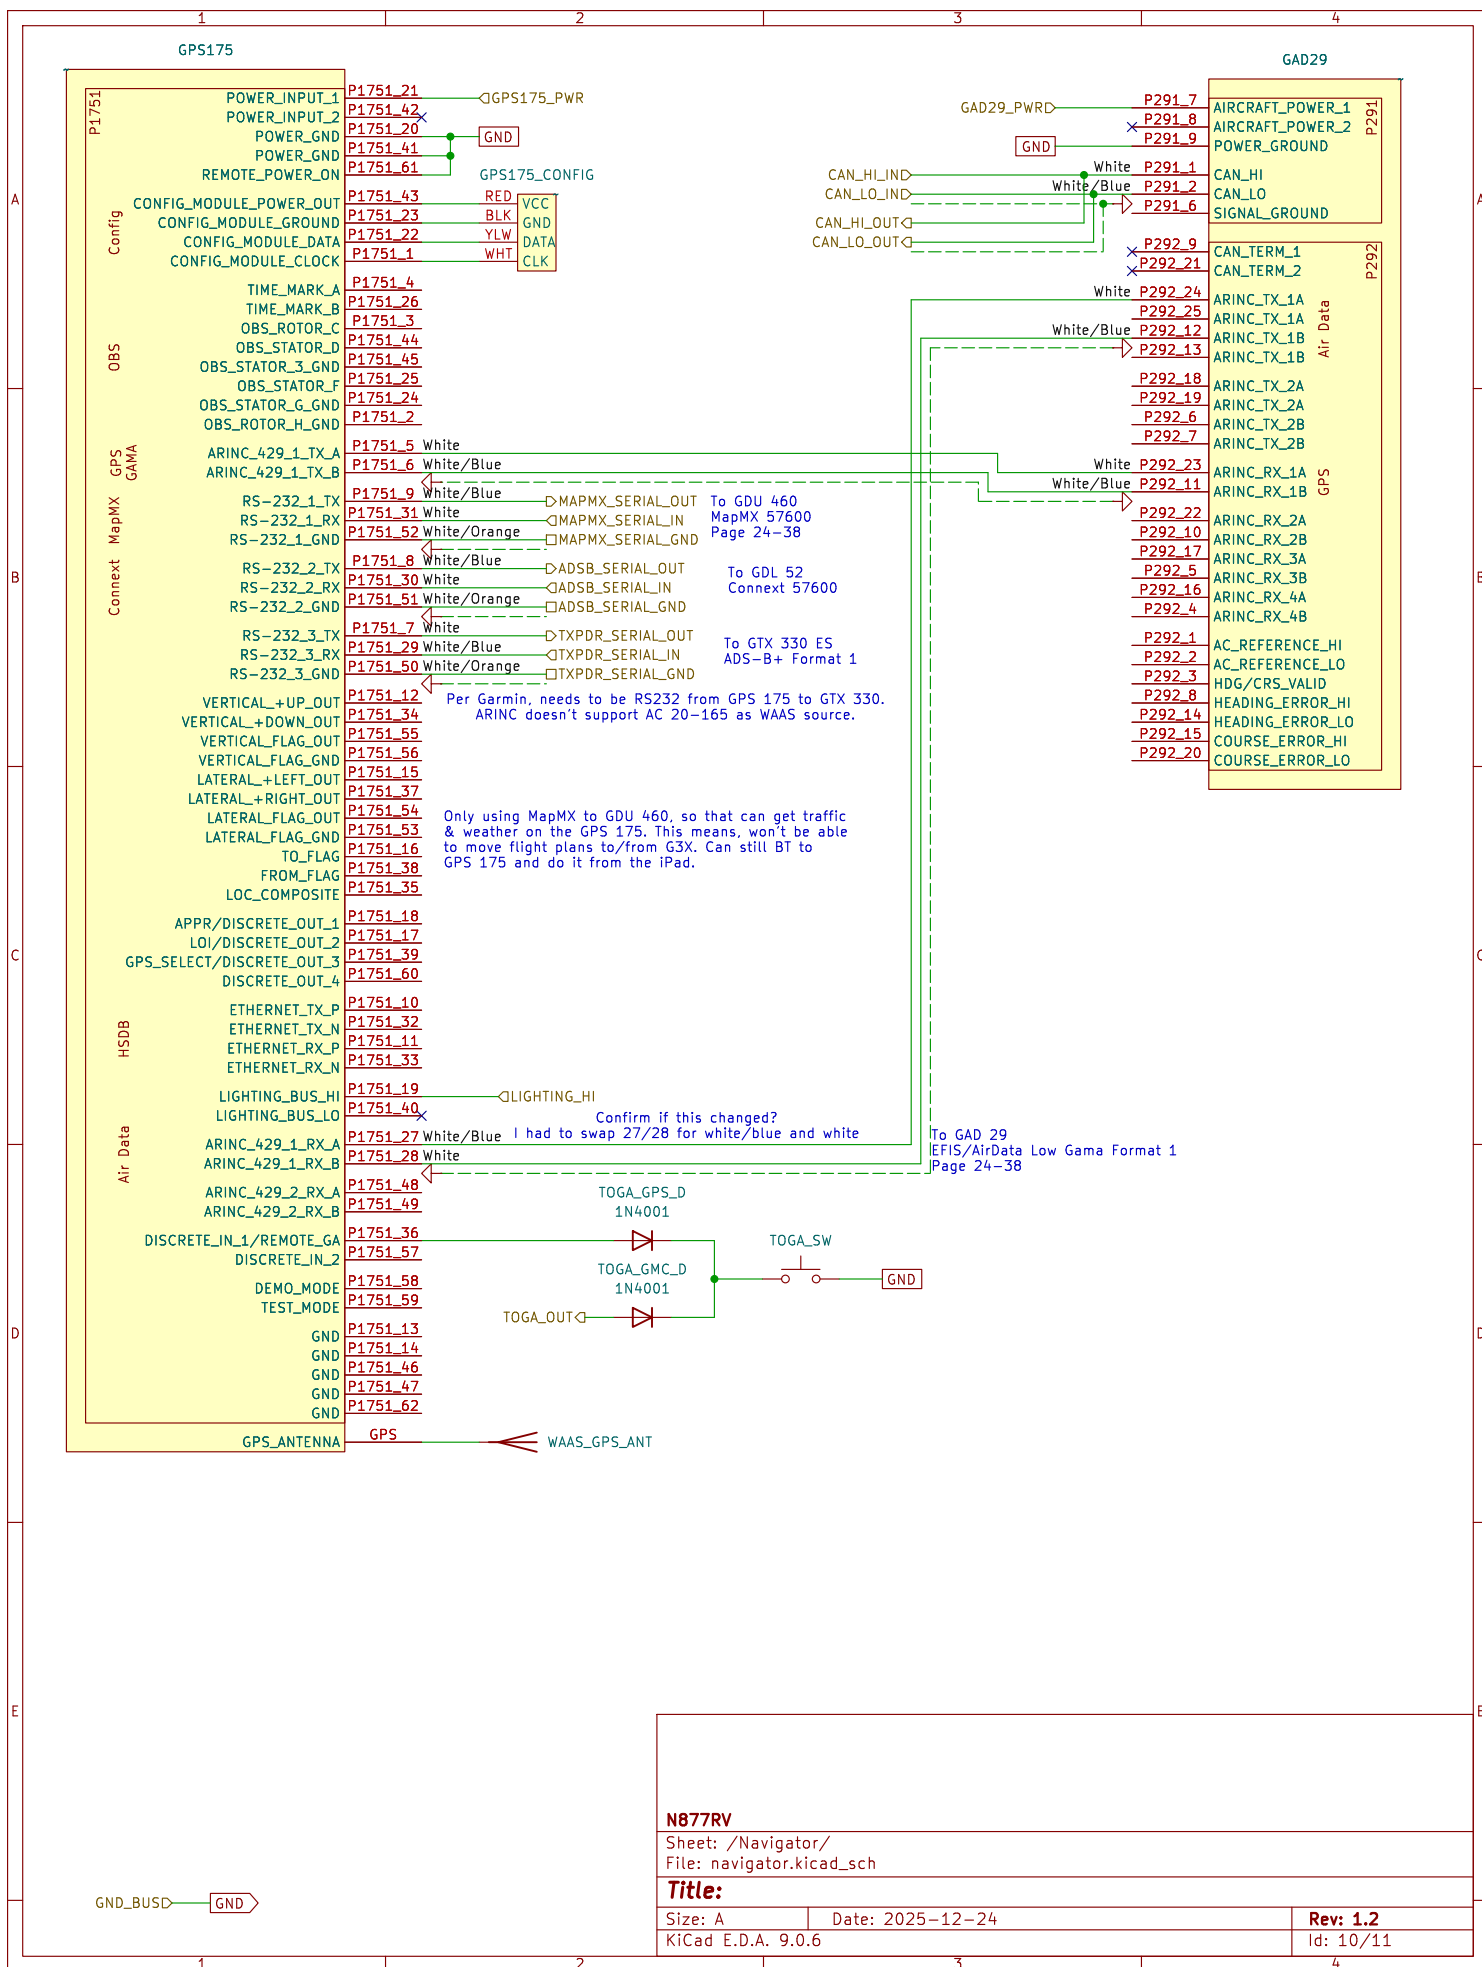 1 2 3 4
GPS175
P1751
POWER_INPUT_1 P1751_21 GPS175_PWR
POWER_INPUT_2 P1751_42
POWER_GND P1751_20 GND
POWER_GND P1751_41
REMOTE_POWER_ON P1751_61
GPS175_CONFIG
A
Config
CONFIG_MODULE_POWER_OUT P1751_43 RED VCC
CONFIG_MODULE_GROUND P1751_23 BLK GND
CONFIG_MODULE_DATA P1751_22 YLW DATA
CONFIG_MODULE_CLOCK P1751_1 WHT CLK
TIME_MARK_A P1751_4
TIME_MARK_B P1751_26
OBS_ROTOR_C P1751_3
OBS
OBS_STATOR_D P1751_44
OBS_STATOR_3_GND P1751_45
OBS_STATOR_F P1751_25
OBS_STATOR_G_GND P1751_24
OBS_ROTOR_H_GND P1751_2
GPS
GAMA
ARINC_429_1_TX_A P1751_5 White
ARINC_429_1_TX_B P1751_6 White/Blue
MapMX
RS-232_1_TX P1751_9 White/Blue MAPMX_SERIAL_OUT
RS-232_1_RX P1751_31 White MAPMX_SERIAL_IN
RS-232_1_GND P1751_52 White/Orange MAPMX_SERIAL_GND
To GDU 460
MapMX 57600
Page 24-38
B
Connext
RS-232_2_TX P1751_8 White/Blue ADSB_SERIAL_OUT
RS-232_2_RX P1751_30 White ADSB_SERIAL_IN
RS-232_2_GND P1751_51 White/Orange ADSB_SERIAL_GND
To GDL 52
Connext 57600
RS-232_3_TX P1751_7 White TXPDR_SERIAL_OUT
RS-232_3_RX P1751_29 White/Blue TXPDR_SERIAL_IN
RS-232_3_GND P1751_50 White/Orange TXPDR_SERIAL_GND
To GTX 330 ES
ADS-B+ Format 1
Per Garmin, needs to be RS232 from GPS 175 to GTX 330.
ARINC doesn't support AC 20-165 as WAAS source.
VERTICAL_+UP_OUT P1751_12
VERTICAL_+DOWN_OUT P1751_34
VERTICAL_FLAG_OUT P1751_55
VERTICAL_FLAG_GND P1751_56
LATERAL_+LEFT_OUT P1751_15
LATERAL_+RIGHT_OUT P1751_37
LATERAL_FLAG_OUT P1751_54
LATERAL_FLAG_GND P1751_53
TO_FLAG P1751_16
FROM_FLAG P1751_38
LOC_COMPOSITE P1751_35
Only using MapMX to GDU 460, so that can get traffic
& weather on the GPS 175. This means, won't be able
to move flight plans to/from G3X. Can still BT to
GPS 175 and do it from the iPad.
APPR/DISCRETE_OUT_1 P1751_18
LOI/DISCRETE_OUT_2 P1751_17
C
GPS_SELECT/DISCRETE_OUT_3 P1751_39
DISCRETE_OUT_4 P1751_60
HSDB
ETHERNET_TX_P P1751_10
ETHERNET_TX_N P1751_32
ETHERNET_RX_P P1751_11
ETHERNET_RX_N P1751_33
LIGHTING_BUS_HI P1751_19 LIGHTING_HI
LIGHTING_BUS_LO P1751_40
Confirm if this changed?
I had to swap 27/28 for white/blue and white
Air Data
ARINC_429_1_RX_A P1751_27 White/Blue
ARINC_429_1_RX_B P1751_28 White
To GAD 29
EFIS/AirData Low Gama Format 1
Page 24-38
ARINC_429_2_RX_A P1751_48
ARINC_429_2_RX_B P1751_49
TOGA_GPS_D
1N4001
DISCRETE_IN_1/REMOTE_GA P1751_36
DISCRETE_IN_2 P1751_57
TOGA_SW
GND
TOGA_GMC_D
1N4001
TOGA_OUT
DEMO_MODE P1751_58
TEST_MODE P1751_59
D
GND P1751_13
GND P1751_14
GND P1751_46
GND P1751_47
GND P1751_62
GPS_ANTENNA GPS WAAS_GPS_ANT
GAD29
P291
GAD29_PWR P291_7 AIRCRAFT_POWER_1
P291_8 AIRCRAFT_POWER_2
GND P291_9 POWER_GROUND
CAN_HI_IN White P291_1 CAN_HI
CAN_LO_IN White/Blue P291_2 CAN_LO
P291_6 SIGNAL_GROUND
CAN_HI_OUT
CAN_LO_OUT
A
P292
P292_9 CAN_TERM_1
P292_21 CAN_TERM_2
Air Data
White P292_24 ARINC_TX_1A
P292_25 ARINC_TX_1A
White/Blue P292_12 ARINC_TX_1B
P292_13 ARINC_TX_1B
P292_18 ARINC_TX_2A
P292_19 ARINC_TX_2A
P292_6 ARINC_TX_2B
P292_7 ARINC_TX_2B
GPS
White P292_23 ARINC_RX_1A
White/Blue P292_11 ARINC_RX_1B
P292_22 ARINC_RX_2A
P292_10 ARINC_RX_2B
P292_17 ARINC_RX_3A
P292_5 ARINC_RX_3B
P292_16 ARINC_RX_4A
P292_4 ARINC_RX_4B
P292_1 AC_REFERENCE_HI
P292_2 AC_REFERENCE_LO
P292_3 HDG/CRS_VALID
P292_8 HEADING_ERROR_HI
P292_14 HEADING_ERROR_LO
P292_15 COURSE_ERROR_HI
P292_20 COURSE_ERROR_LO
E
GND_BUS GND
N877RV
Sheet: /Navigator/
File: navigator.kicad_sch
Title:
Size: A Date: 2025-12-24 Rev: 1.2
KiCad E.D.A. 9.0.6 Id: 10/11
1 2 3 4